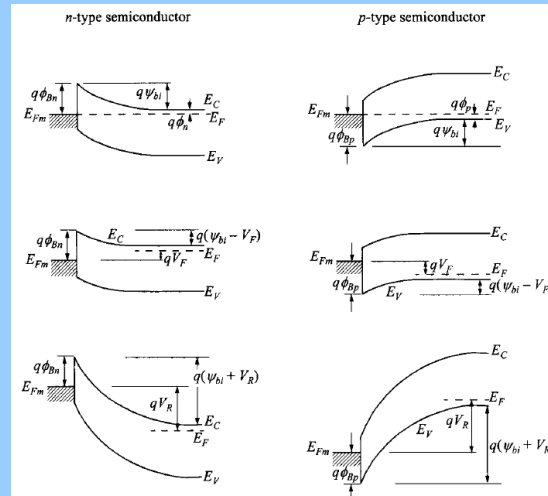 n-type semiconductor
p-type semiconductor
qϕBn
qψbi
EC
EFm
EF
qϕn
EV
EC
qϕp
EF
EFm
EV
qϕBp
qψbi
qϕBn
EC
q(ψbi − VF)
EF
qVF
EFm
EV
EC
EFm
qVF
EF
qϕBp
EV
q(ψbi − VF
qϕBn
EFm
q(ψbi + VR)
qVR
EC
EF
EV
EC
EF
EV
qVR
EFm
qϕBp
q(ψbi + VR